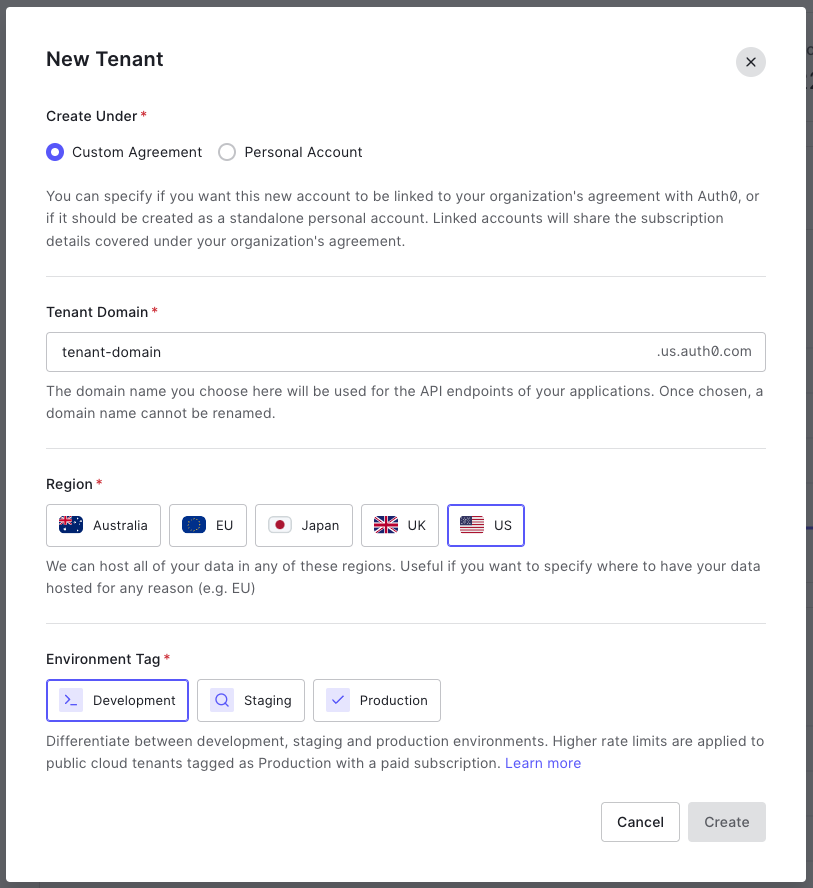 New Tenant
Create Under *
Custom Agreement Personal Account
You can specify if you want this new account to be linked to your organization's agreement with Auth0, or
if it should be created as a standalone personal account. Linked accounts will share the subscription
details covered under your organization's agreement.
Tenant Domain *
tenant-domain .us.auth0.com
The domain name you choose here will be used for the API endpoints of your applications. Once chosen, a
domain name cannot be renamed.
Region *
Australia EU Japan UK US
We can host all of your data in any of these regions. Useful if you want to specify where to have your data
hosted for any reason (e.g. EU)
Environment Tag *
Development Staging Production
Differentiate between development, staging and production environments. Higher rate limits are applied to
public cloud tenants tagged as Production with a paid subscription. Learn more
Cancel Create